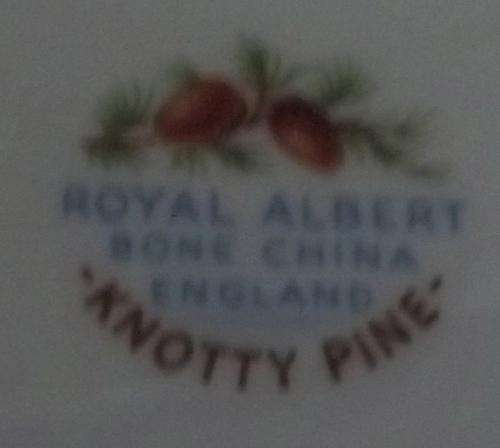 ROYAL ALBERT
BONE CHINA
ENGLAND
"KNOTTY PINE"